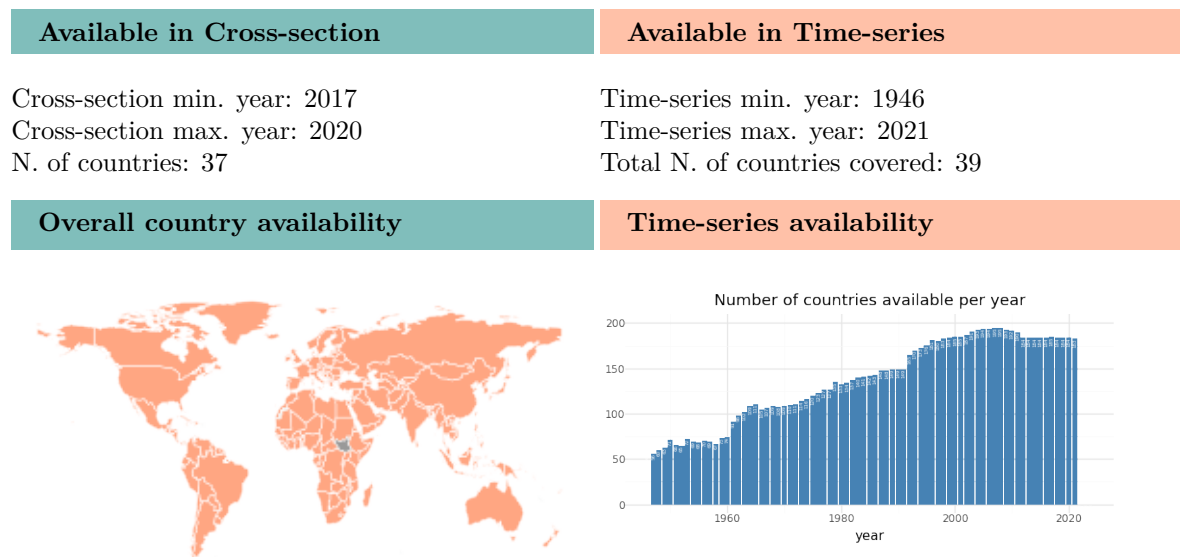 Available in Cross-section
Available in Time-series
Cross-section min. year: 2017
Cross-section max. year: 2020
N. of countries: 37
Time-series min. year: 1946
Time-series max. year: 2021
Total N. of countries covered: 39
Overall country availability
Time-series availability
Number of countries available per year
200
150
100
50
0
1960
1980
2000
2020
year